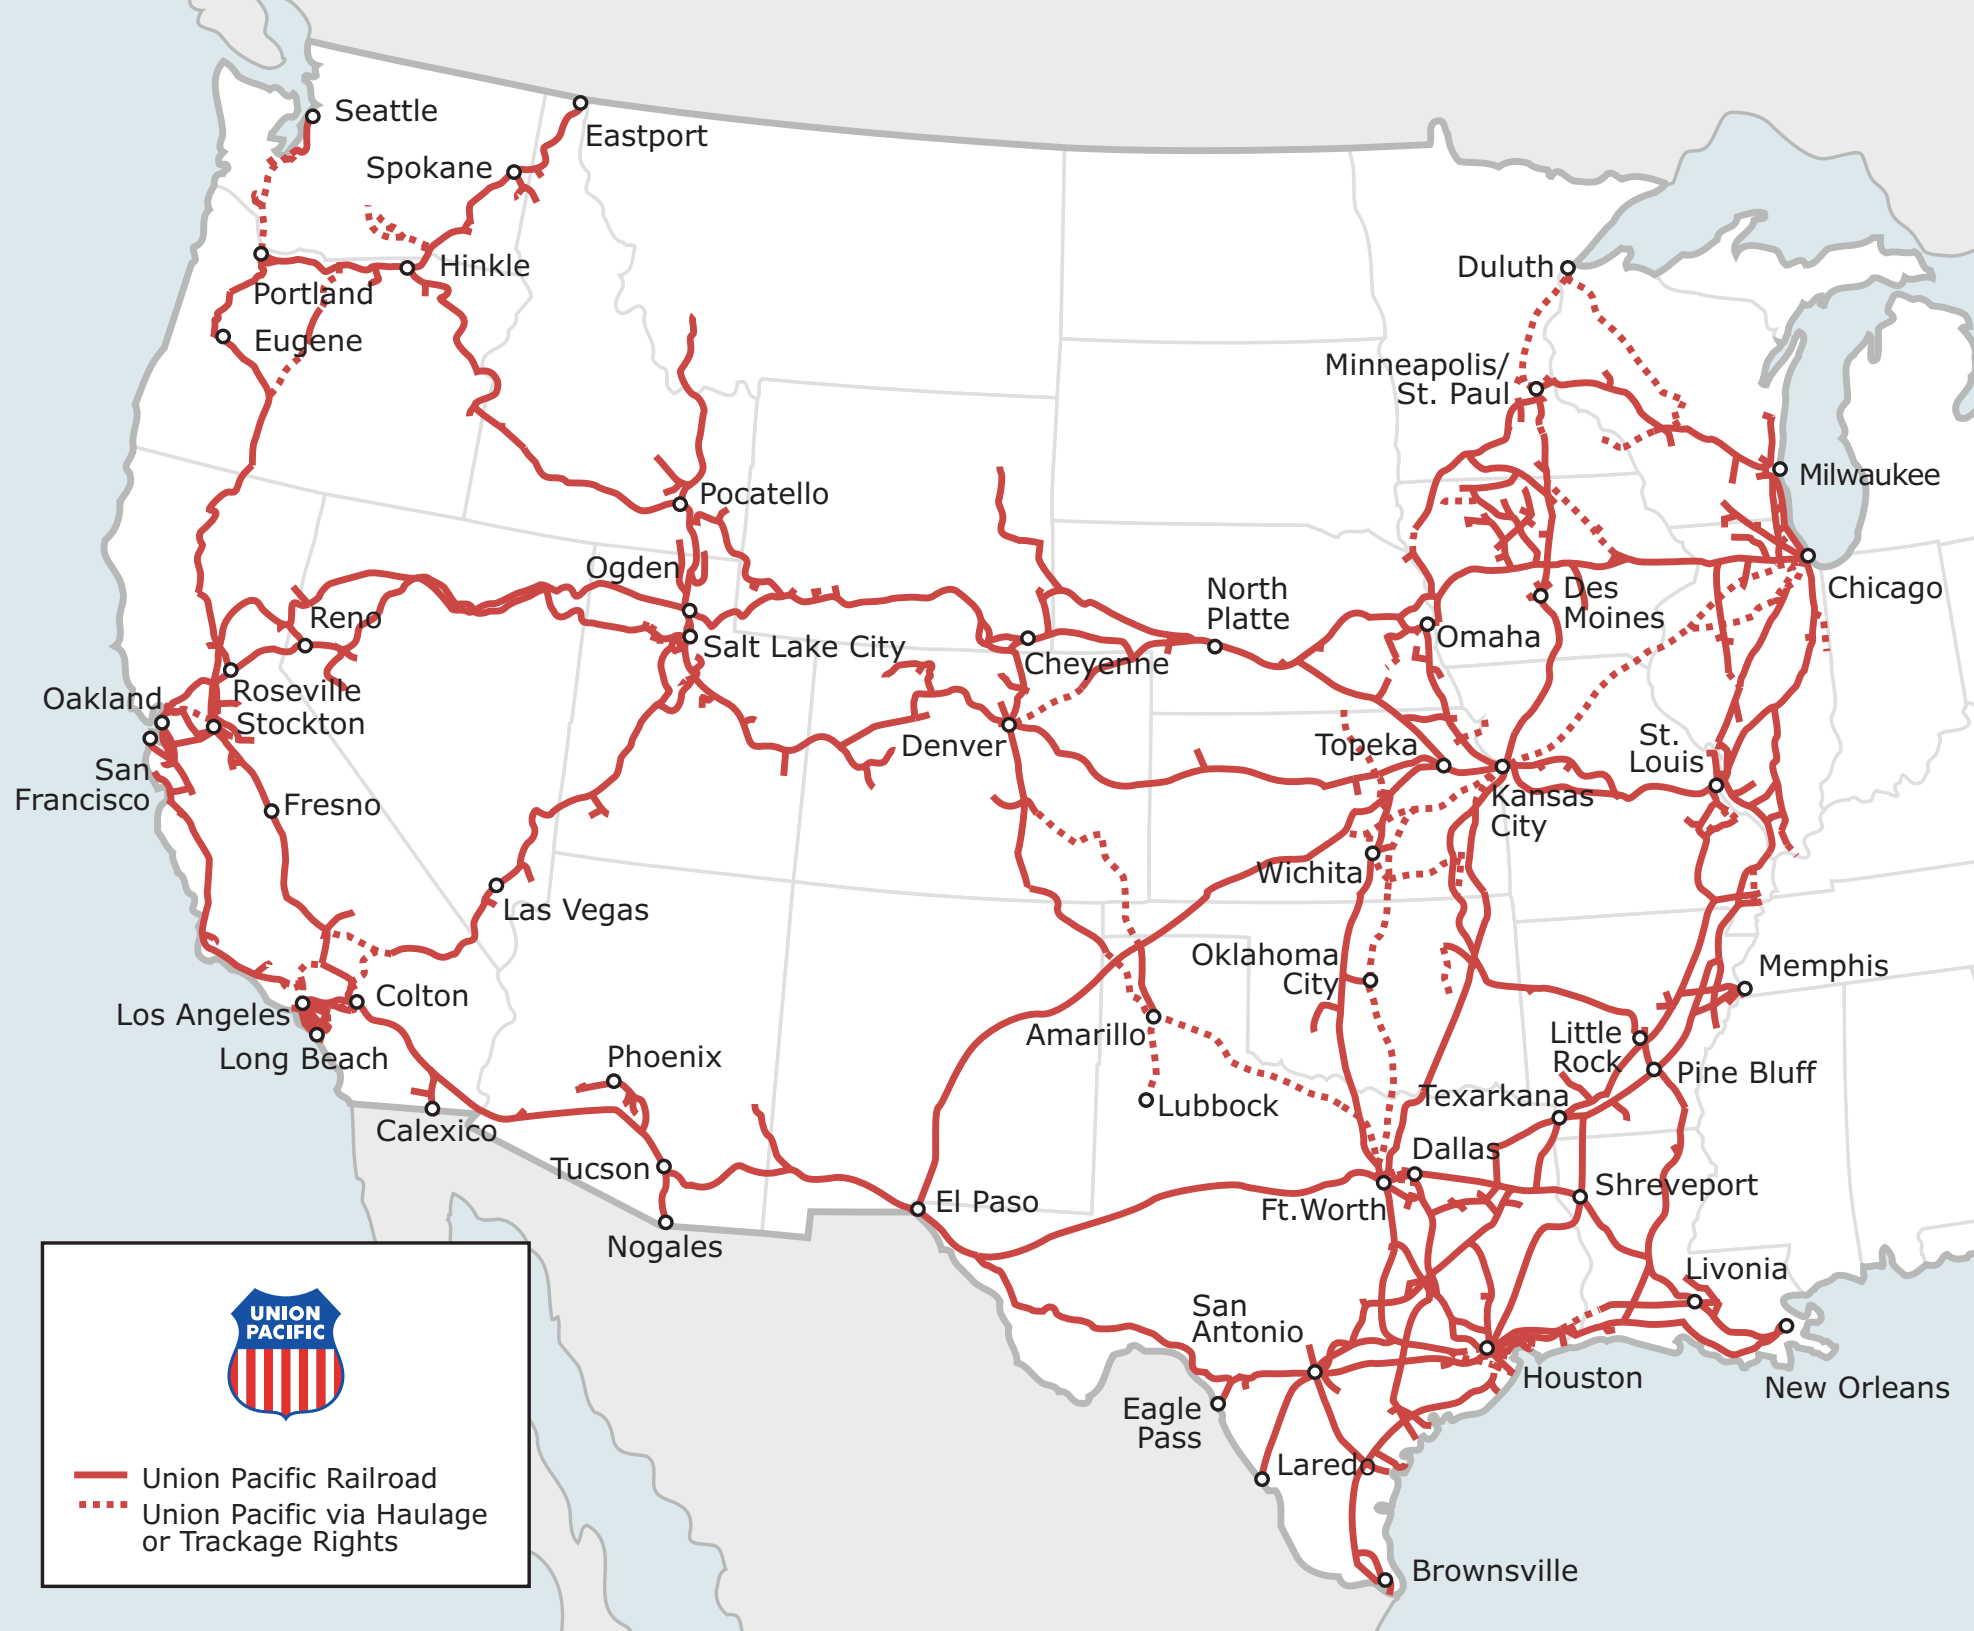 Seattle
Eastport
Spokane
Hinkle
Portland
Eugene
Duluth
Minneapolis/
St. Paul
Milwaukee
Pocatello
Ogden
Chicago
North
Platte
Des
Moines
Reno
Omaha
Salt Lake City
Cheyenne
Roseville
Oakland
Stockton
Denver
Topeka
St.
Louis
San
Francisco
Fresno
Kansas
City
Wichita
Las Vegas
Oklahoma
City
Memphis
Colton
Los Angeles
Amarillo
Little
Rock
Long Beach
Phoenix
Pine Bluff
Lubbock
Texarkana
Calexico
Tucson
Dallas
Shreveport
El Paso
Ft.Worth
Nogales
Livonia
San
Antonio
Houston
New Orleans
Eagle
Pass
Laredo
Brownsville
UNION
PACIFIC
Union Pacific Railroad
Union Pacific via Haulage
or Trackage Rights